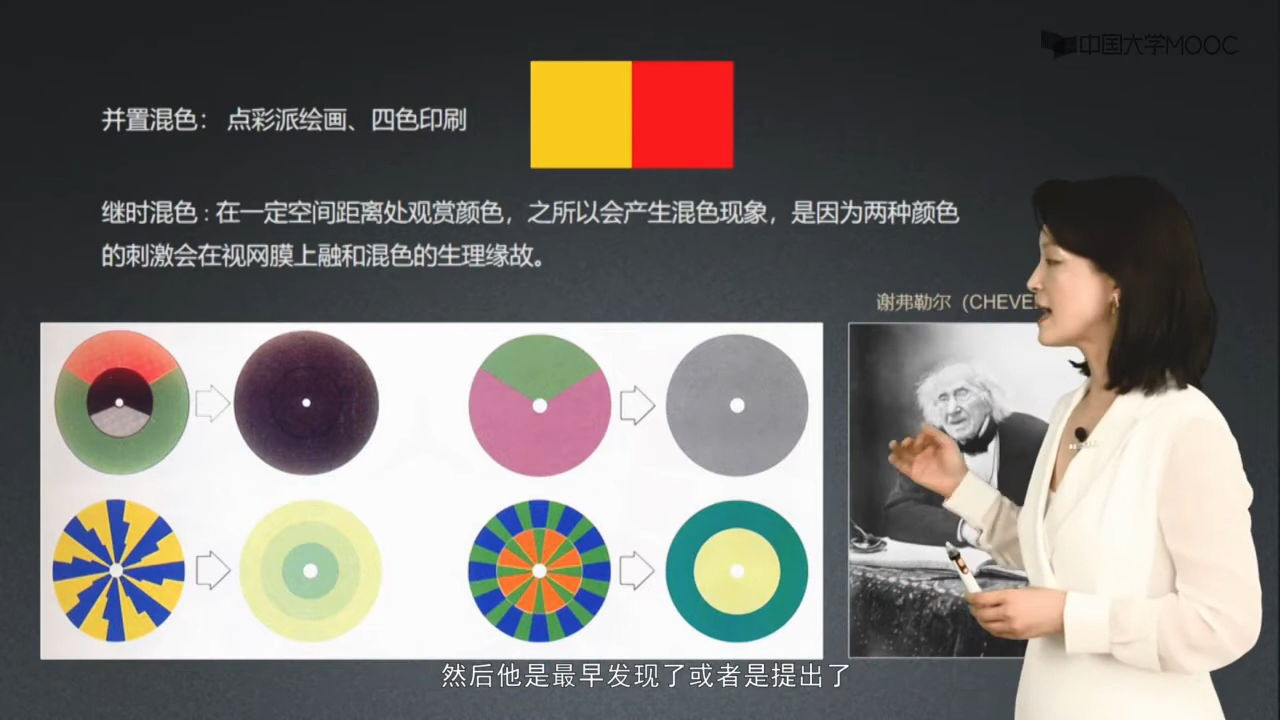 中国大学MOOC
并置混色： 点彩派绘画、四色印刷
继时混色：在一定空间距离处观赏颜色，之所以会产生混色现象，是因为两种颜色
的刺激会在视网膜上融和混色的生理缘故。
谢弗勒尔（CHEVE
然后他是最早发现了或者是提出了